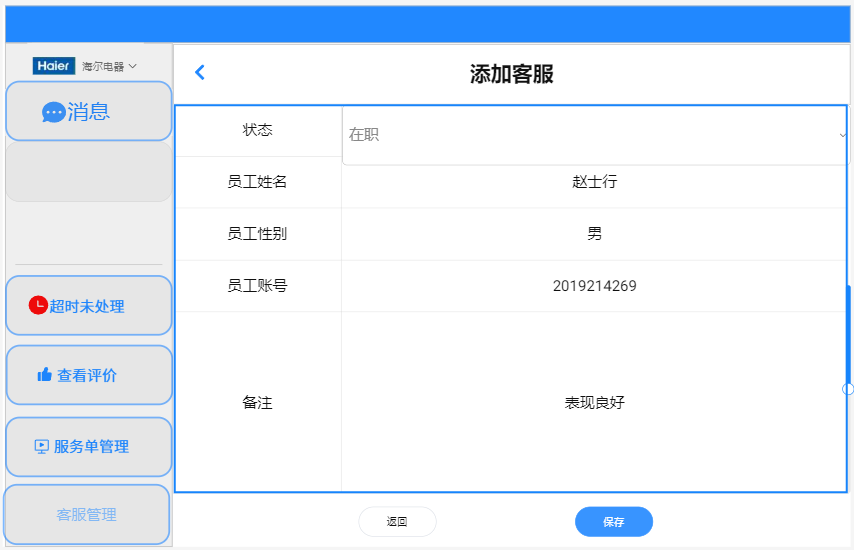 Haier 海尔电器
消息
超时未处理
查看评价
服务单管理
客服管理
添加客服
状态 在职
员工姓名 赵士行
员工性别 男
员工账号 2019214269
备注 表现良好
返回 保存